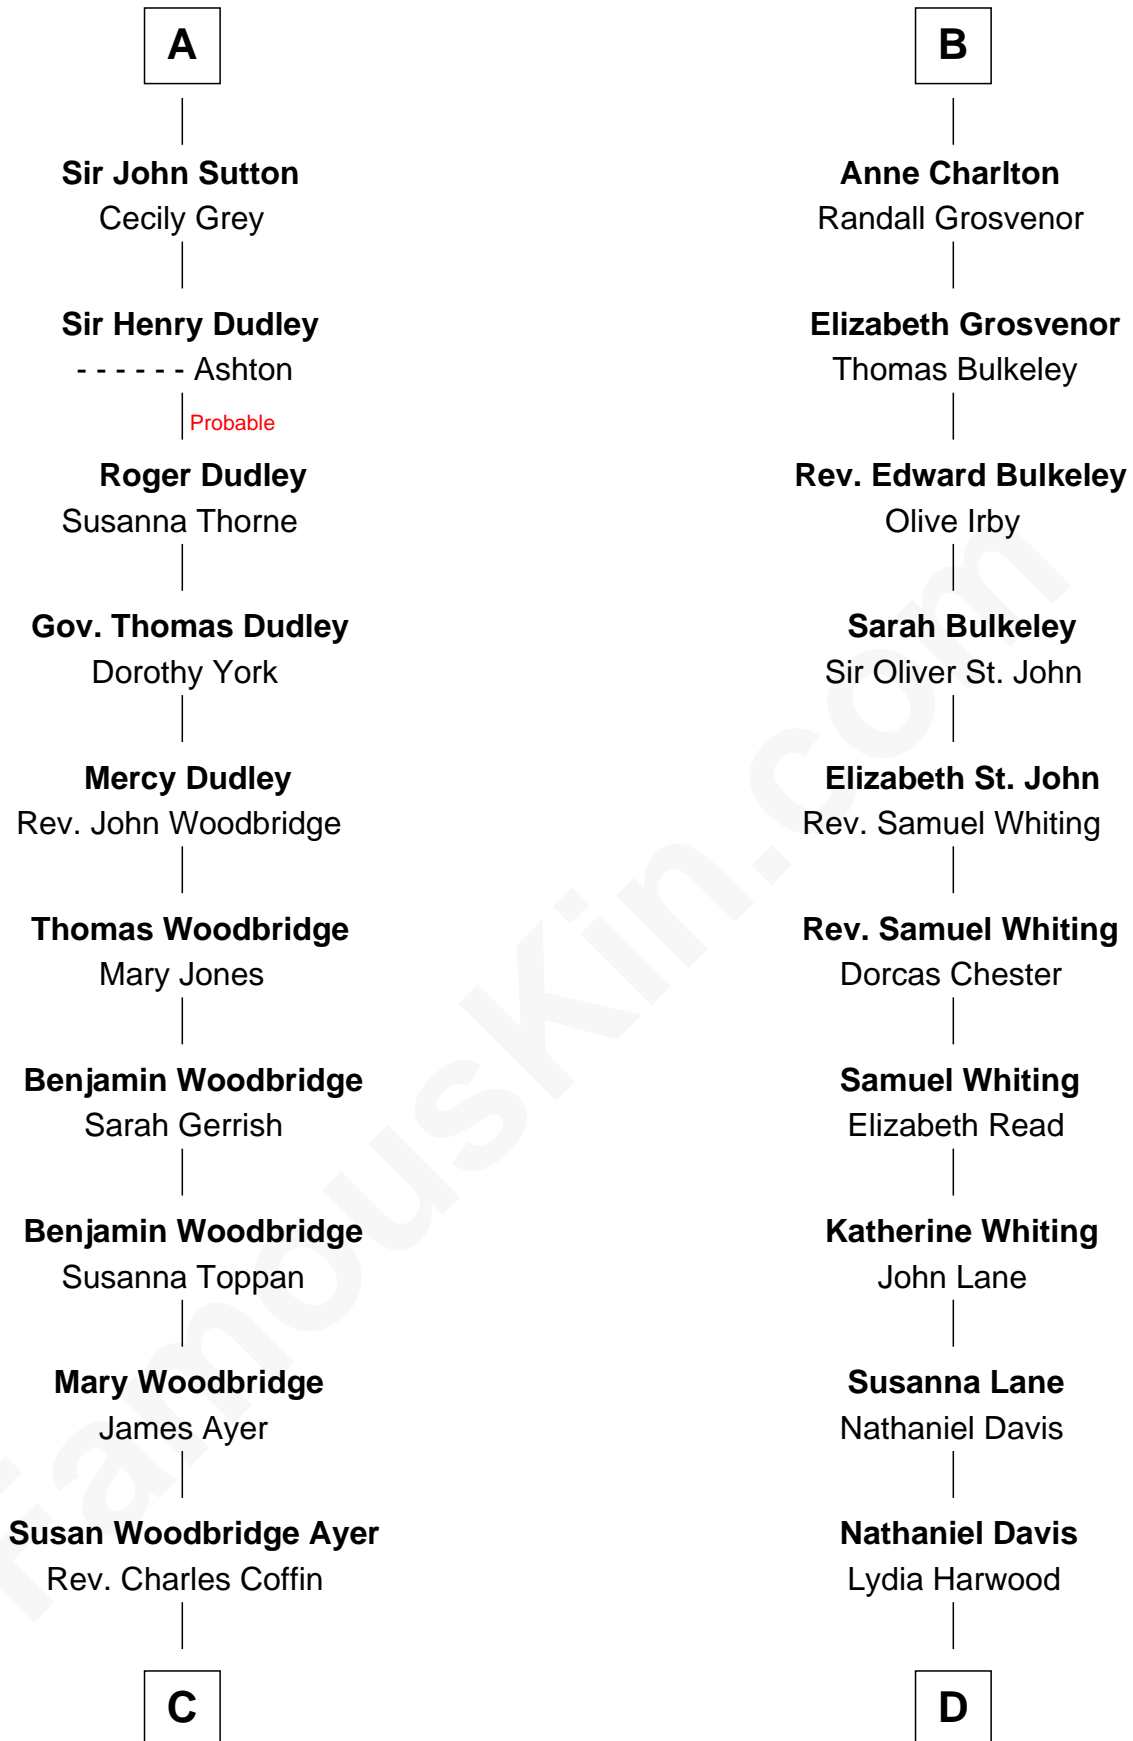 A
Sir John Sutton
Cecily Grey
Sir Henry Dudley
- - - - - - Ashton
Probable
Roger Dudley
Susanna Thorne
Gov. Thomas Dudley
Dorothy York
Mercy Dudley
Rev. John Woodbridge
Thomas Woodbridge
Mary Jones
Benjamin Woodbridge
Sarah Gerrish
Benjamin Woodbridge
Susanna Toppan
Mary Woodbridge
James Ayer
Susan Woodbridge Ayer
Rev. Charles Coffin
C
B
Anne Charlton
Randall Grosvenor
Elizabeth Grosvenor
Thomas Bulkeley
Rev. Edward Bulkeley
Olive Irby
Sarah Bulkeley
Sir Oliver St. John
Elizabeth St. John
Rev. Samuel Whiting
Rev. Samuel Whiting
Dorcas Chester
Samuel Whiting
Elizabeth Read
Katherine Whiting
John Lane
Susanna Lane
Nathaniel Davis
Nathaniel Davis
Lydia Harwood
D
FamousKin.com